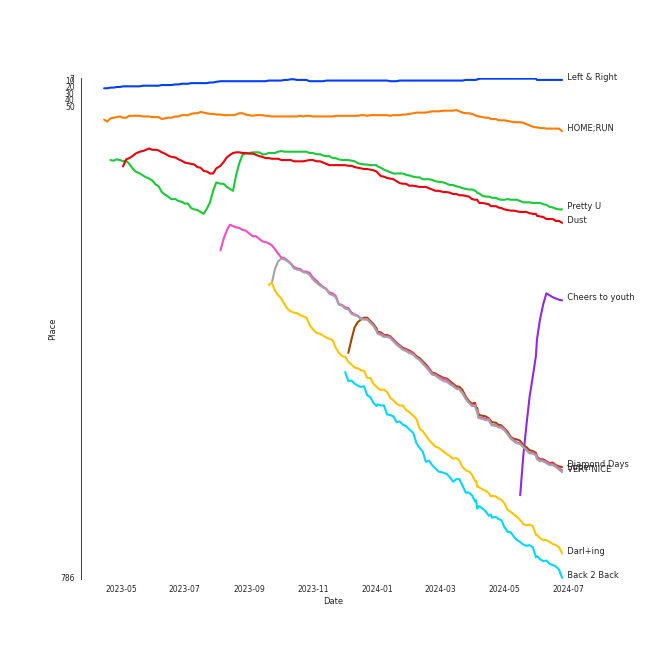 7
10
20
30
40
50
786
Place
Left & Right
HOME;RUN
Pretty U
Dust
Cheers to youth
Diamond Days
VERY NICE
Darl+ing
Back 2 Back
2023-05 2023-07 2023-09 2023-11 2024-01 2024-03 2024-05 2024-07
Date